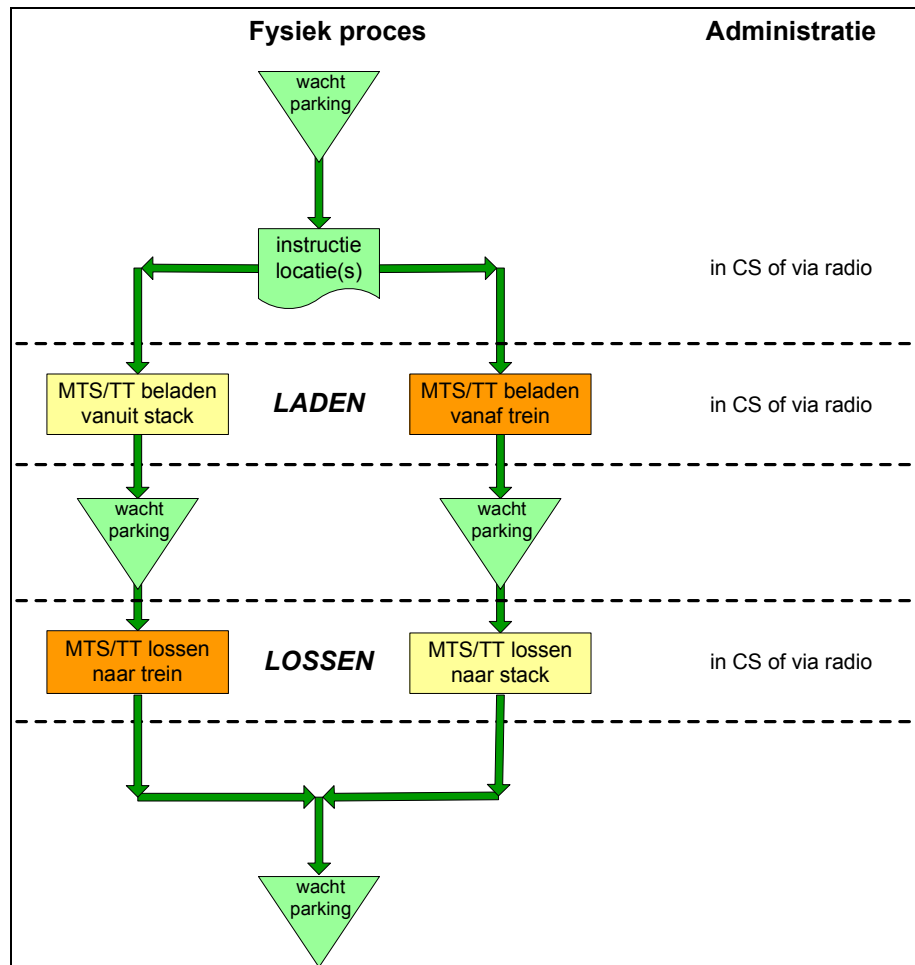 Fysiek proces
Administratie
wacht
parking
instructie
locatie(s)
in CS of via radio
MTS/TT beladen
vanuit stack
LADEN
MTS/TT beladen
vanaf trein
in CS of via radio
wacht
parking
wacht
parking
MTS/TT lossen
naar trein
LOSSEN
MTS/TT lossen
naar stack
in CS of via radio
wacht
parking